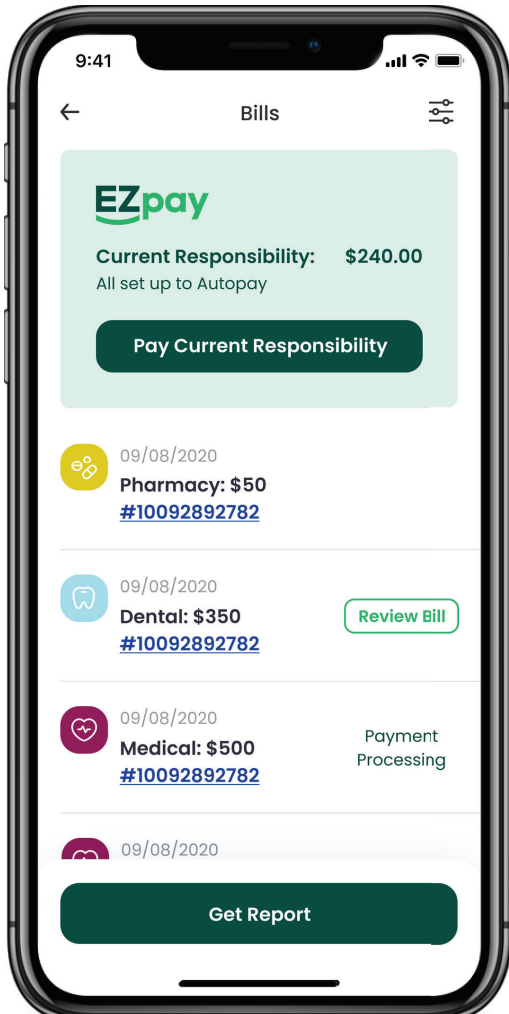 9:41
Bills
EZpay
Current Responsibility: $240.00
All set up to Autopay
Pay Current Responsibility
09/08/2020
Pharmacy: $50
#10092892782
09/08/2020
Dental: $350
#10092892782
Review Bill
09/08/2020
Medical: $500
#10092892782
Payment
Processing
09/08/2020
Get Report